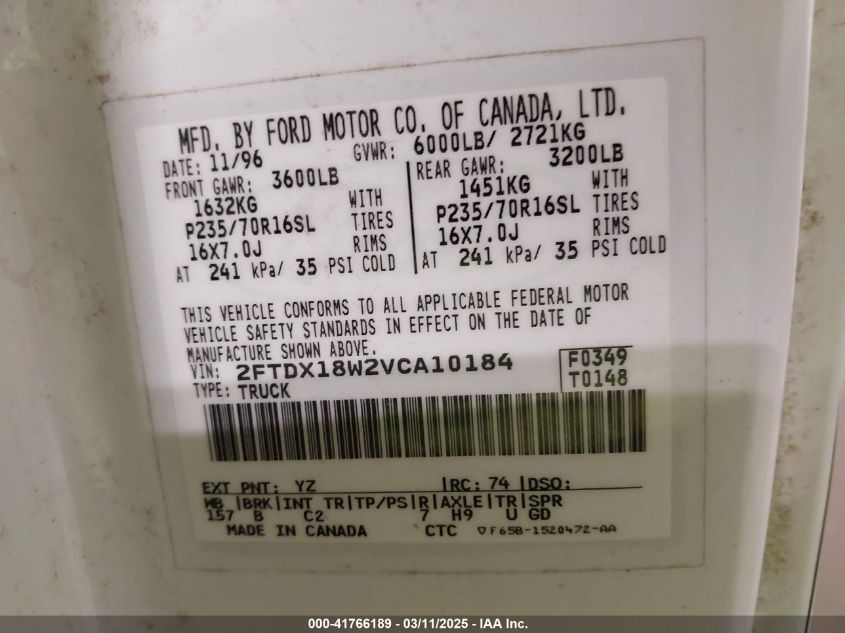 MFD. BY FORD MOTOR CO. OF CANADA, LTD.
DATE: 11/96 GVWR: 6000LB/ 2721KG
FRONT GAWR: 3600LB REAR GAWR: 3200LB
1632KG WITH 1451KG WITH
P235/70R16SL TIRES P235/70R16SL TIRES
16X7.0J RIMS 16X7.0J RIMS
AT 241 kPa/ 35 PSI COLD AT 241 kPa/ 35 PSI COLD
THIS VEHICLE CONFORMS TO ALL APPLICABLE FEDERAL MOTOR
VEHICLE SAFETY STANDARDS IN EFFECT ON THE DATE OF
MANUFACTURE SHOWN ABOVE.
VIN: 2FTDX18W2VCA10184 F0349
TYPE: TRUCK T0148
EXT PNT: YZ |RC: 74 |DSO:
WB |BRK|INT TR|TP/PS|R|AXLE|TR|SPR
157 B C2 7 H9 U GD
MADE IN CANADA CTC ▽F65B-1520472-AA
000-41766189 - 03/11/2025 - IAA Inc.